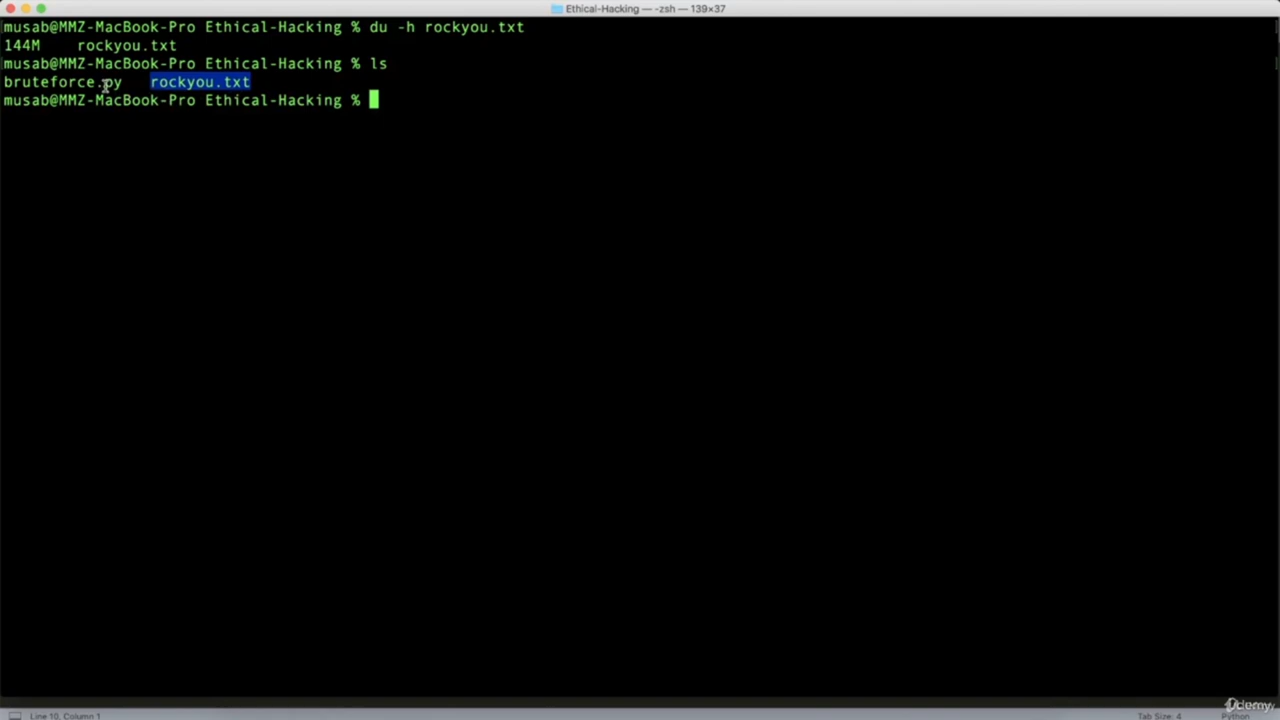 Ethical-Hacking — -zsh — 139×37
musab@MMZ-MacBook-Pro Ethical-Hacking % du -h rockyou.txt
144M    rockyou.txt
musab@MMZ-MacBook-Pro Ethical-Hacking % ls
bruteforce.py   rockyou.txt
musab@MMZ-MacBook-Pro Ethical-Hacking %
Line 10, Column 1
Tab Size: 4
Python
Udemy